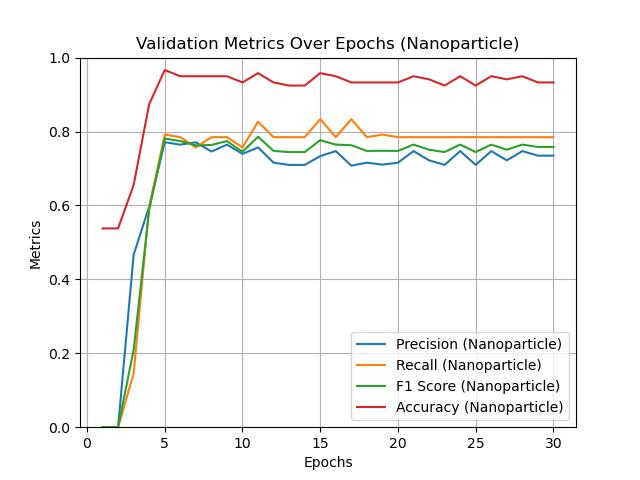 Validation Metrics Over Epochs (Nanoparticle)
1.0
0.8
0.6
0.4
0.2
0.0
Metrics
0 5 10 15 20 25 30
Epochs
Precision (Nanoparticle)
Recall (Nanoparticle)
F1 Score (Nanoparticle)
Accuracy (Nanoparticle)